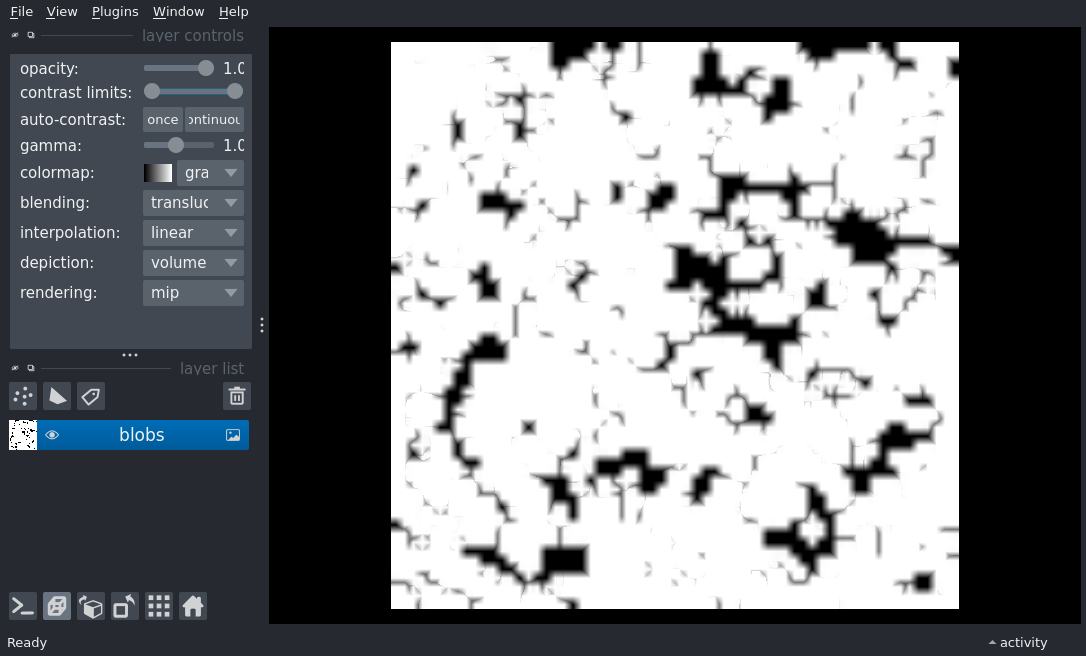 File View Plugins Window Help
layer controls
opacity: 1.0
contrast limits:
auto-contrast: once ontinuou
gamma: 1.0
colormap: gra
blending: transluc
interpolation: linear
depiction: volume
rendering: mip
layer list
blobs
Ready
activity